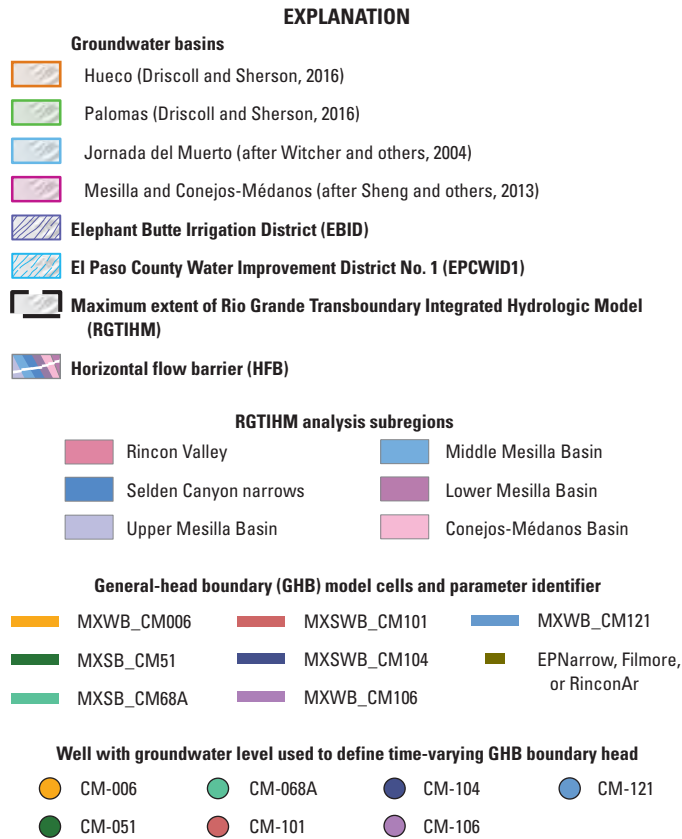 EXPLANATION
Groundwater basins
Hueco (Driscoll and Sherson, 2016)
Palomas (Driscoll and Sherson, 2016)
Jornada del Muerto (after Witcher and others, 2004)
Mesilla and Conejos-Médanos (after Sheng and others, 2013)
Elephant Butte Irrigation District (EBID)
El Paso County Water Improvement District No. 1 (EPCWID1)
Maximum extent of Rio Grande Transboundary Integrated Hydrologic Model
(RGTIHM)
Horizontal flow barrier (HFB)
RGTIHM analysis subregions
Rincon Valley
Selden Canyon narrows
Upper Mesilla Basin
Middle Mesilla Basin
Lower Mesilla Basin
Conejos-Médanos Basin
General-head boundary (GHB) model cells and parameter identifier
MXWB_CM006
MXSB_CM51
MXSB_CM68A
MXSWB_CM101
MXSWB_CM104
MXWB_CM106
MXWB_CM121
EPNarrow, Filmore,
or RinconAr
Well with groundwater level used to define time-varying GHB boundary head
CM-006
CM-051
CM-068A
CM-101
CM-104
CM-106
CM-121